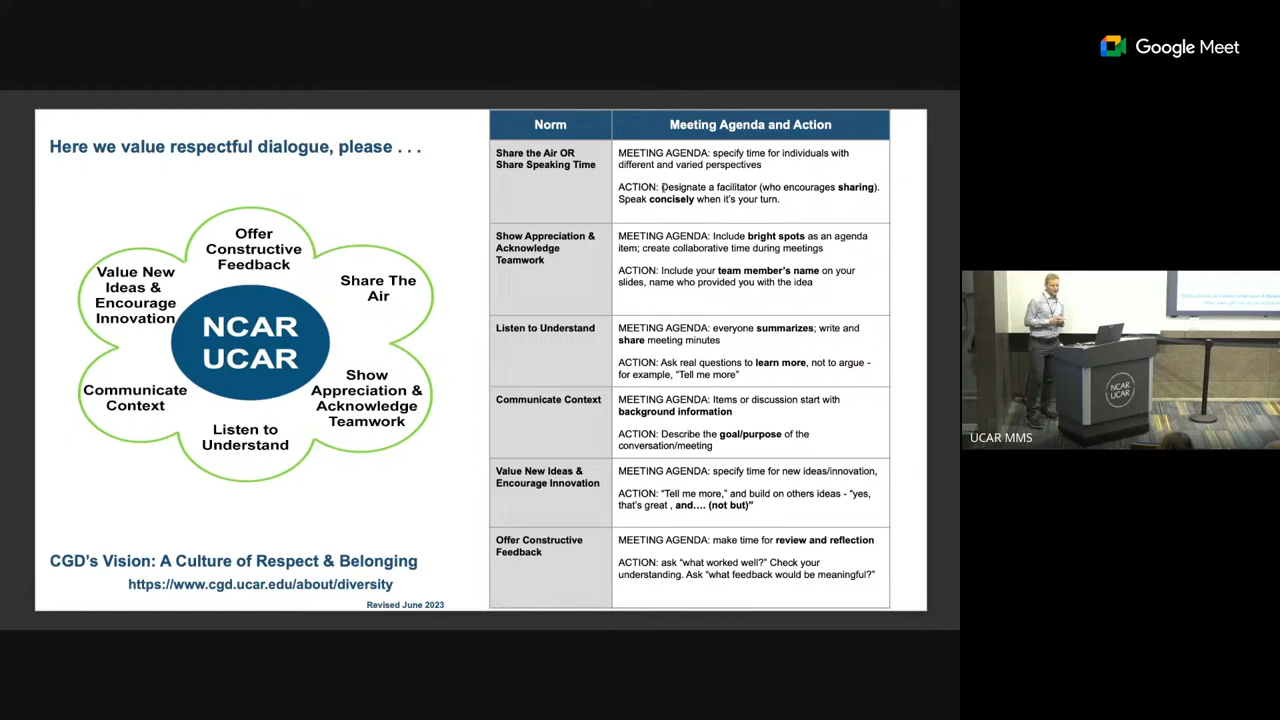 Google Meet
Here we value respectful dialogue, please . . .
Offer
Constructive
Feedback
Share The
Air
Show
Appreciation &
Acknowledge
Teamwork
Listen to
Understand
Communicate
Context
Value New
Ideas &
Encourage
Innovation
NCAR
UCAR
CGD's Vision: A Culture of Respect & Belonging
https://www.cgd.ucar.edu/about/diversity
Revised June 2023
Norm
Meeting Agenda and Action
Share the Air OR
Share Speaking Time
MEETING AGENDA: specify time for individuals with
different and varied perspectives
ACTION: Designate a facilitator (who encourages sharing).
Speak concisely when it's your turn.
Show Appreciation &
Acknowledge
Teamwork
MEETING AGENDA: Include bright spots as an agenda
item; create collaborative time during meetings
ACTION: Include your team member's name on your
slides, name who provided you with the idea
Listen to Understand
MEETING AGENDA: everyone summarizes; write and
share meeting minutes
ACTION: Ask real questions to learn more, not to argue -
for example, "Tell me more"
Communicate Context
MEETING AGENDA: Items or discussion start with
background information
ACTION: Describe the goal/purpose of the
conversation/meeting
Value New Ideas &
Encourage Innovation
MEETING AGENDA: specify time for new ideas/innovation,
ACTION: "Tell me more," and build on others ideas - "yes,
that's great , and.... (not but)"
Offer Constructive
Feedback
MEETING AGENDA: make time for review and reflection
ACTION: ask "what worked well?" Check your
understanding. Ask "what feedback would be meaningful?"
CGD's Vision: A Culture of Respect & Be
NCAR
UCAR
UCAR MMS